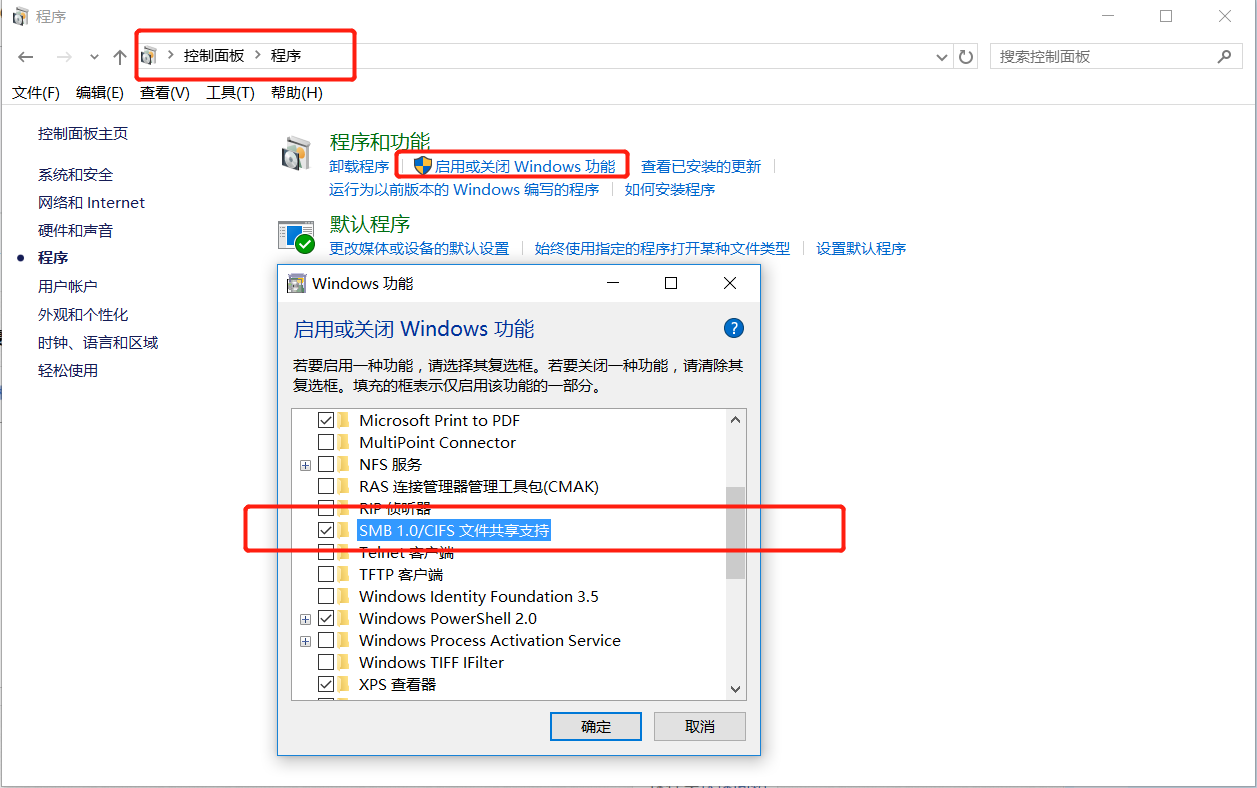 程序
控制面板 程序
搜索控制面板
文件(F) 编辑(E) 查看(V) 工具(T) 帮助(H)
控制面板主页
系统和安全
网络和 Internet
硬件和声音
程序
用户帐户
外观和个性化
时钟、语言和区域
轻松使用
程序和功能
卸载程序 启用或关闭 Windows 功能 查看已安装的更新
运行为以前版本的 Windows 编写的程序 如何安装程序
默认程序
更改媒体或设备的默认设置 始终使用指定的程序打开某种文件类型 设置默认程序
Windows 功能
启用或关闭 Windows 功能
若要启用一种功能，请选择其复选框。若要关闭一种功能，请清除其
复选框。填充的框表示仅启用该功能的一部分。
Microsoft Print to PDF
MultiPoint Connector
NFS 服务
RAS 连接管理器管理工具包(CMAK)
RIP 侦听器
SMB 1.0/CIFS 文件共享支持
Telnet 客户端
TFTP 客户端
Windows Identity Foundation 3.5
Windows PowerShell 2.0
Windows Process Activation Service
Windows TIFF IFilter
XPS 查看器
确定 取消